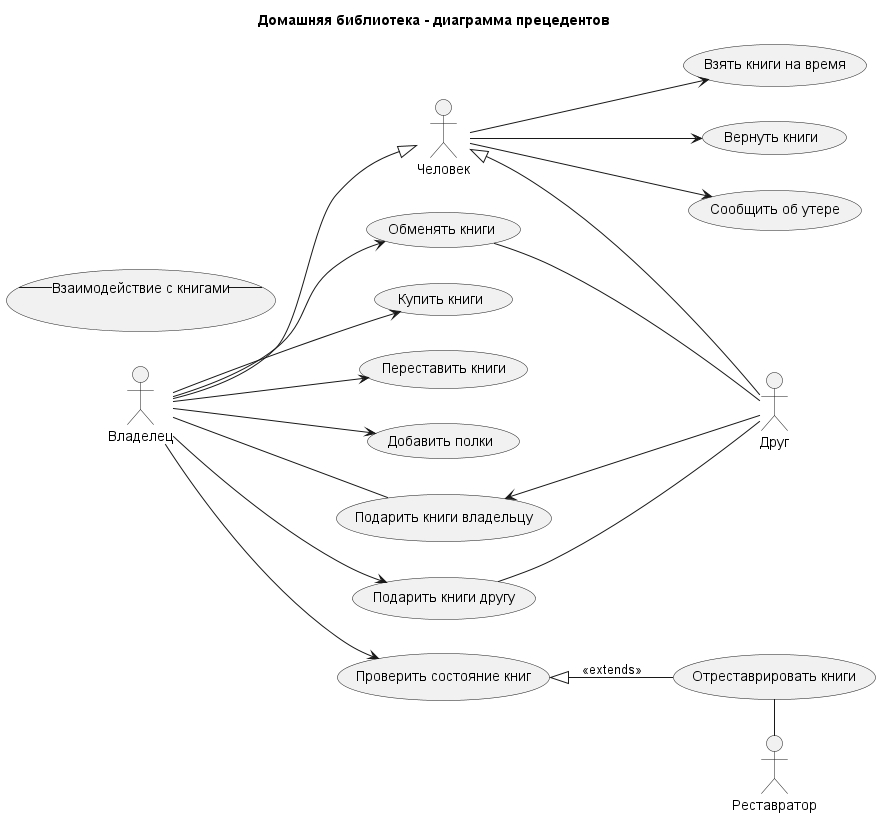 Домашняя библиотека - диаграмма прецедентов
Взять книги на время
Вернуть книги
Человек
Сообщить об утере
Обменять книги
Взаимодействие с книгами
Купить книги
Переставить книги
Владелец
Добавить полки
Друг
Подарить книги владельцу
Подарить книги другу
Проверить состояние книг
«extends»
Отреставрировать книги
Реставратор